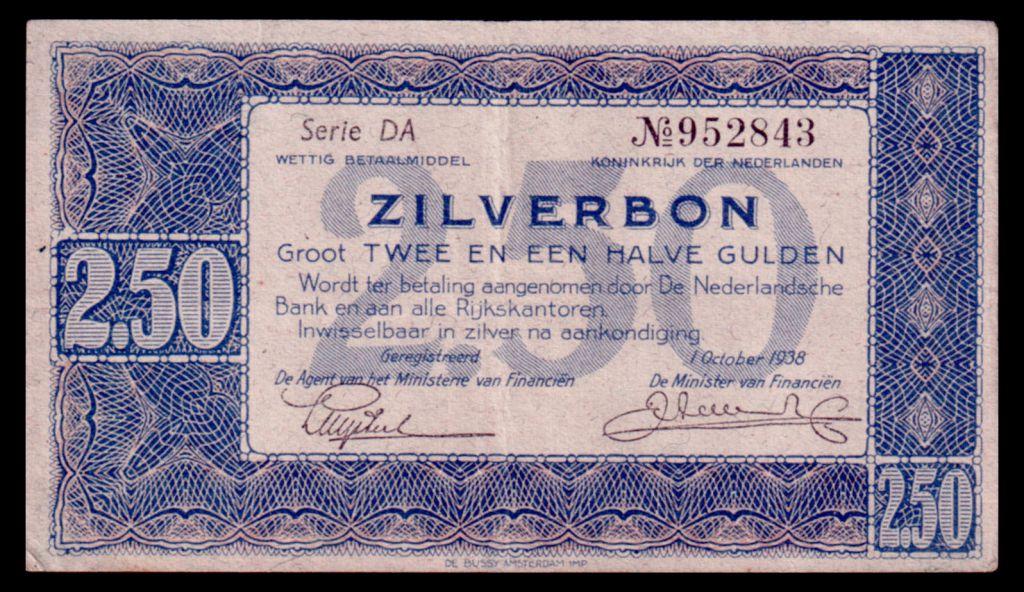 Serie DA
№952843
WETTIG BETAALMIDDEL
KONINKRIJK DER NEDERLANDEN
2.50
ZILVERBON
Groot TWEE EN EEN HALVE GULDEN
Wordt ter betaling aangenomen door De Nederlandsche
Bank en aan alle Rijkskantoren.
Inwisselbaar in zilver na aankondiging
2.50
Geregistreerd
1 October 1938
De Agent van het Ministerie van Financiën
De Minister van Financiën
2.50
DE BUSSY AMSTERDAM IMP